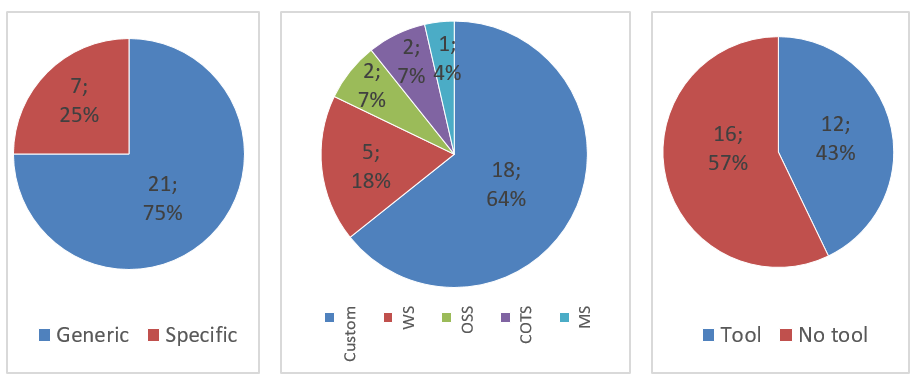 7;
25%
21;
75%
Generic
Specific
1;
4%
2;
7%
2;
7%
5;
18%
18;
64%
Custom
WS
OSS
COTS
MS
16;
57%
12;
43%
Tool
No tool